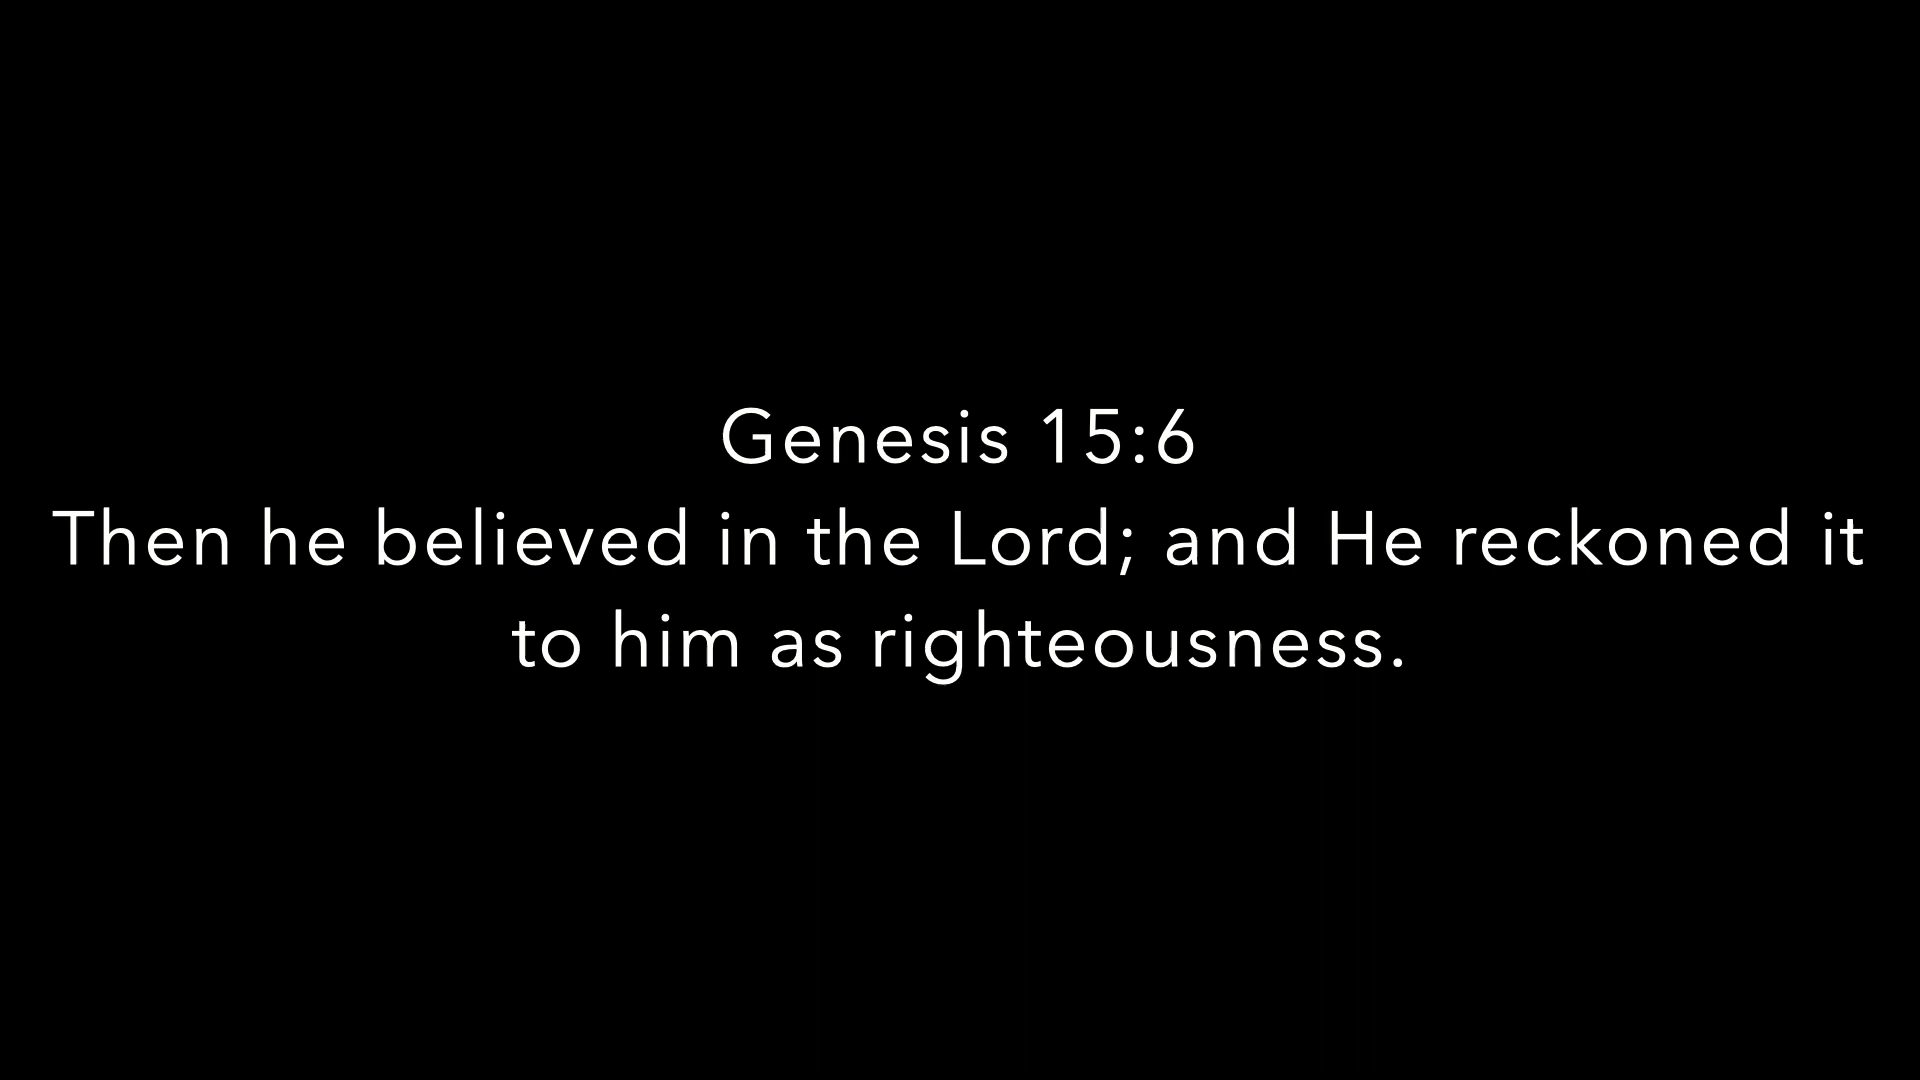 Genesis 15:6
Then he believed in the Lord; and He reckoned it
to him as righteousness.